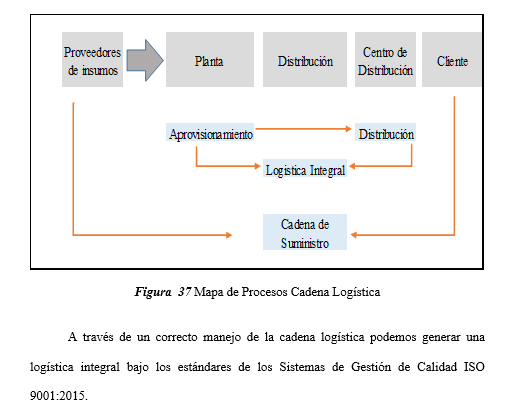 Proveedores
de insumos
Planta
Distribución
Centro de
Distribución
Cliente
Aprovisionamiento
Distribución
Logistica Integral
Cadena de
Suministro
Figura 37 Mapa de Procesos Cadena Logística
A través de un correcto manejo de la cadena logística podemos generar una
logística integral bajo los estándares de los Sistemas de Gestión de Calidad ISO
9001:2015.